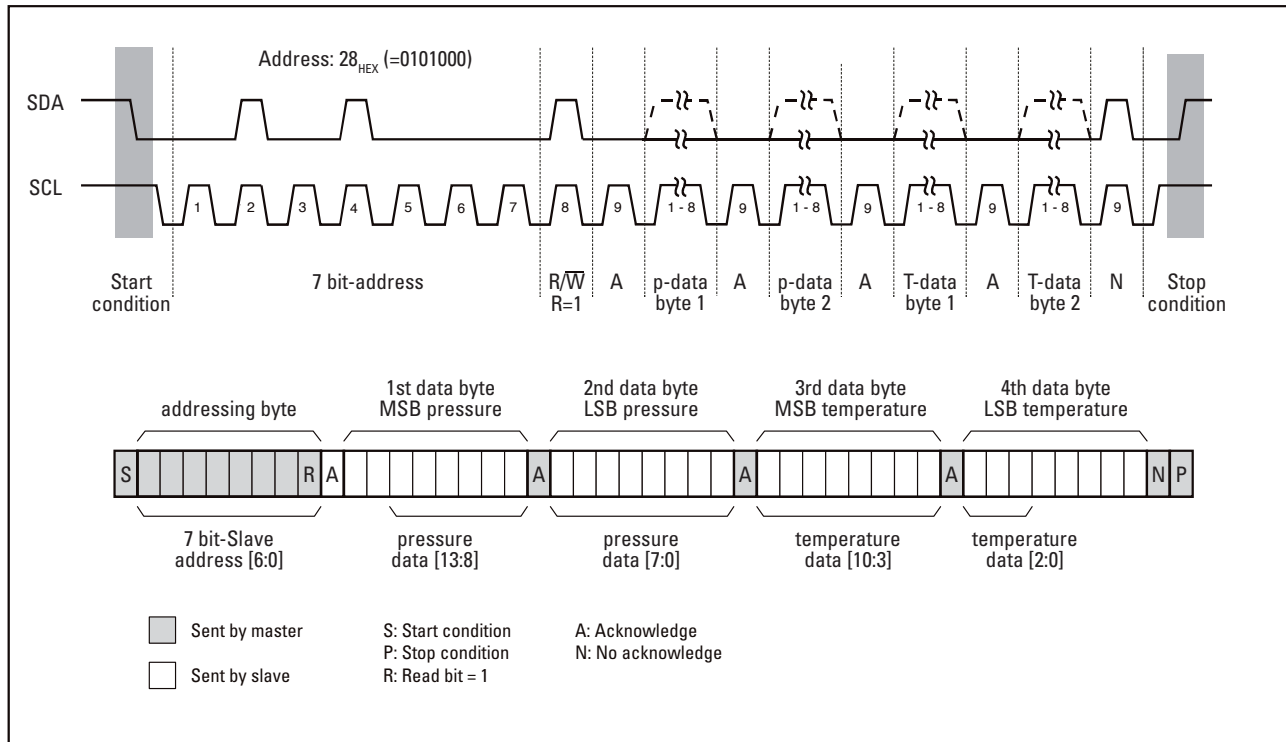 Address: 28HEX (=0101000)
SDA
SCL
1 2 3 4 5 6 7 8 9 1 - 8 9 1 - 8 9 1 - 8 9 1 - 8 9
Start condition
7 bit-address
R/W̅ R=1
A
p-data byte 1
A
p-data byte 2
A
T-data byte 1
A
T-data byte 2
N
Stop condition
addressing byte
1st data byte
MSB pressure
2nd data byte
LSB pressure
3rd data byte
MSB temperature
4th data byte
LSB temperature
S R A A A A N P
7 bit-Slave
address [6:0]
pressure
data [13:8]
pressure
data [7:0]
temperature
data [10:3]
temperature
data [2:0]
Sent by master
Sent by slave
S: Start condition
P: Stop condition
R: Read bit = 1
A: Acknowledge
N: No acknowledge